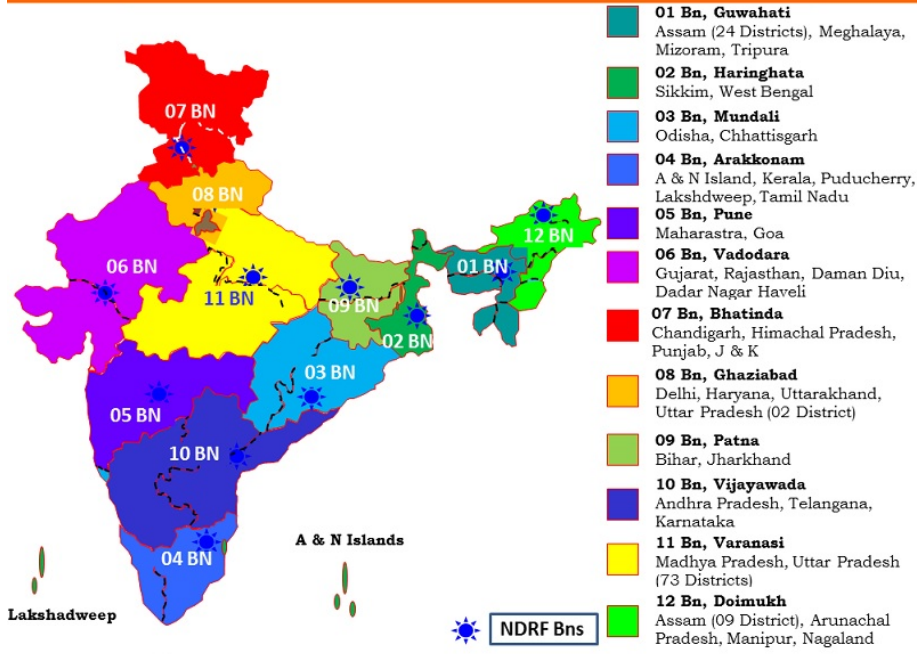 01 Bn, Guwahati
Assam (24 Districts), Meghalaya,
Mizoram, Tripura
02 Bn, Haringhata
Sikkim, West Bengal
03 Bn, Mundali
Odisha, Chhattisgarh
04 Bn, Arakkonam
A & N Island, Kerala, Puducherry,
Lakshdweep, Tamil Nadu
05 Bn, Pune
Maharastra, Goa
06 Bn, Vadodara
Gujarat, Rajasthan, Daman Diu,
Dadar Nagar Haveli
07 Bn, Bhatinda
Chandigarh, Himachal Pradesh,
Punjab, J & K
08 Bn, Ghaziabad
Delhi, Haryana, Uttarakhand,
Uttar Pradesh (02 District)
09 Bn, Patna
Bihar, Jharkhand
10 Bn, Vijayawada
Andhra Pradesh, Telangana,
Karnataka
11 Bn, Varanasi
Madhya Pradesh, Uttar Pradesh
(73 Districts)
12 Bn, Doimukh
Assam (09 District), Arunachal
Pradesh, Manipur, Nagaland
07 BN
08 BN
12 BN
01 BN
06 BN
11 BN
09 BN
02 BN
03 BN
05 BN
10 BN
04 BN
A & N Islands
Lakshadweep
NDRF Bns